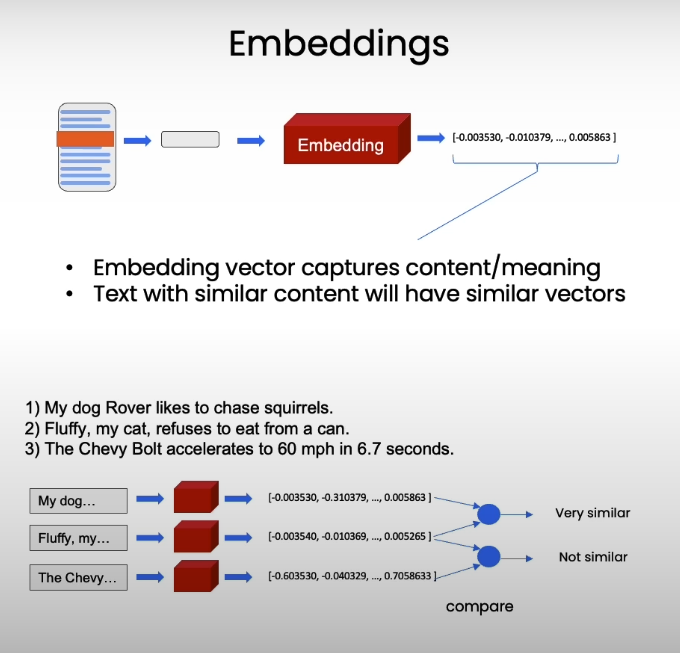 Embeddings
Embedding
[-0.003530, -0.010379, ..., 0.005863 ]
• Embedding vector captures content/meaning
• Text with similar content will have similar vectors
1) My dog Rover likes to chase squirrels.
2) Fluffy, my cat, refuses to eat from a can.
3) The Chevy Bolt accelerates to 60 mph in 6.7 seconds.
My dog...
[-0.003530, -0.310379, ..., 0.005863 ]
Very similar
Fluffy, my...
[-0.003540, -0.010369, ..., 0.005265 ]
Not similar
The Chevy...
[-0.603530, -0.040329, ..., 0.7058633 ]
compare